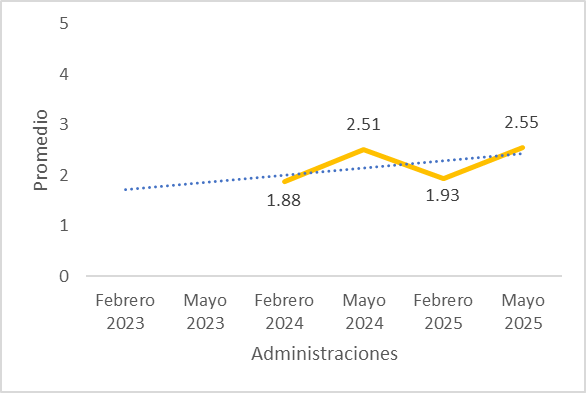 5
4
3
2
1
0
Promedio
2.51
2.55
1.88
1.93
Febrero Mayo Febrero Mayo Febrero Mayo
2023 2023 2024 2024 2025 2025
Administraciones